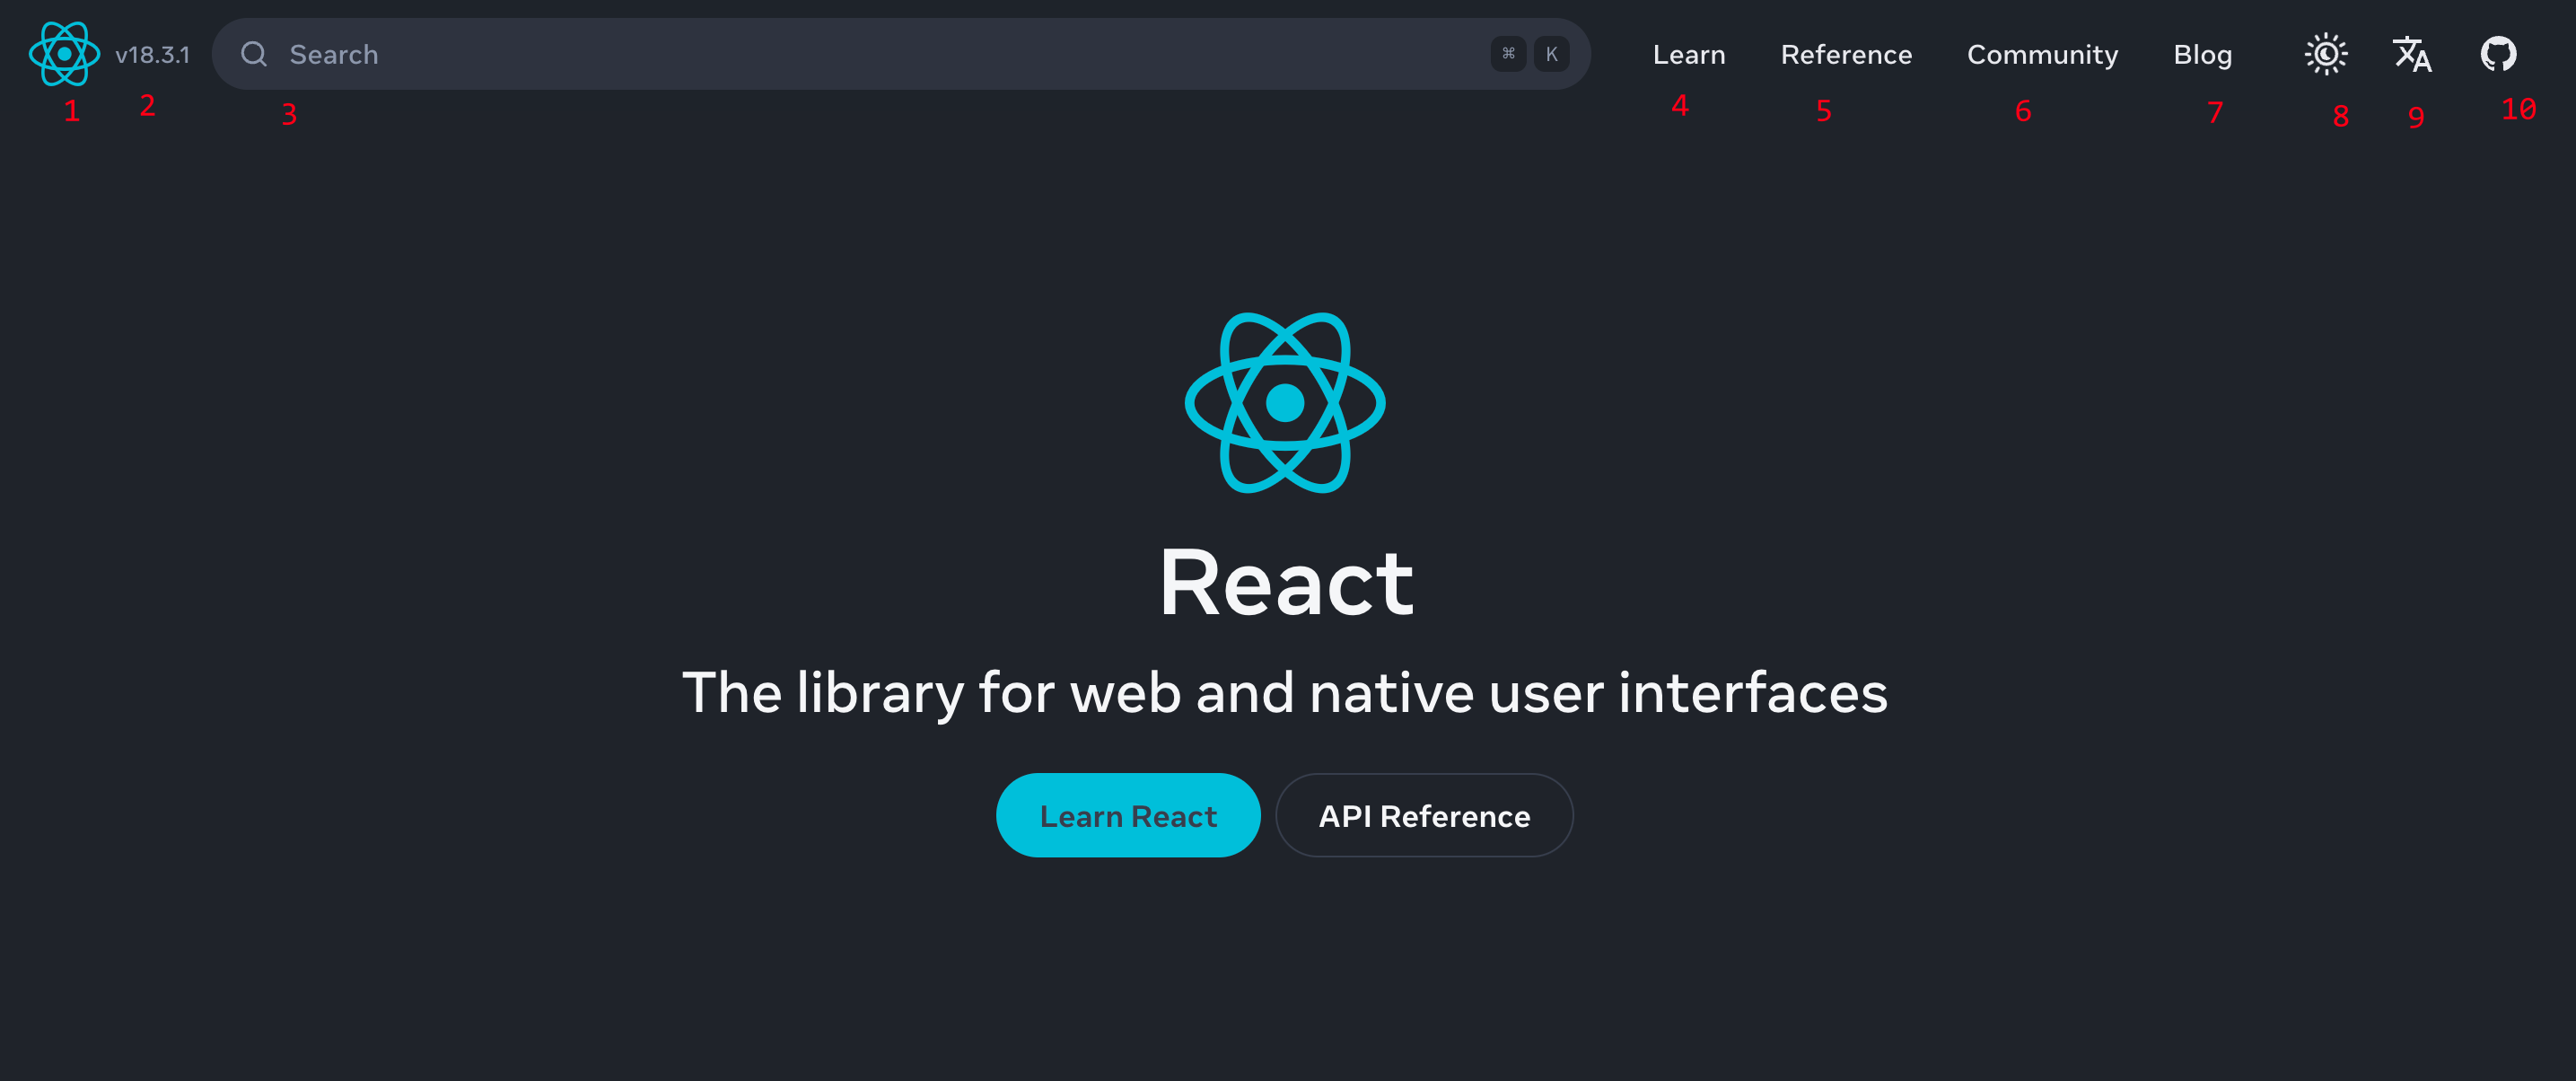 v18.3.1 Search ⌘ K Learn Reference Community Blog
1 2 3 4 5 6 7 8 9 10
React
The library for web and native user interfaces
Learn React API Reference